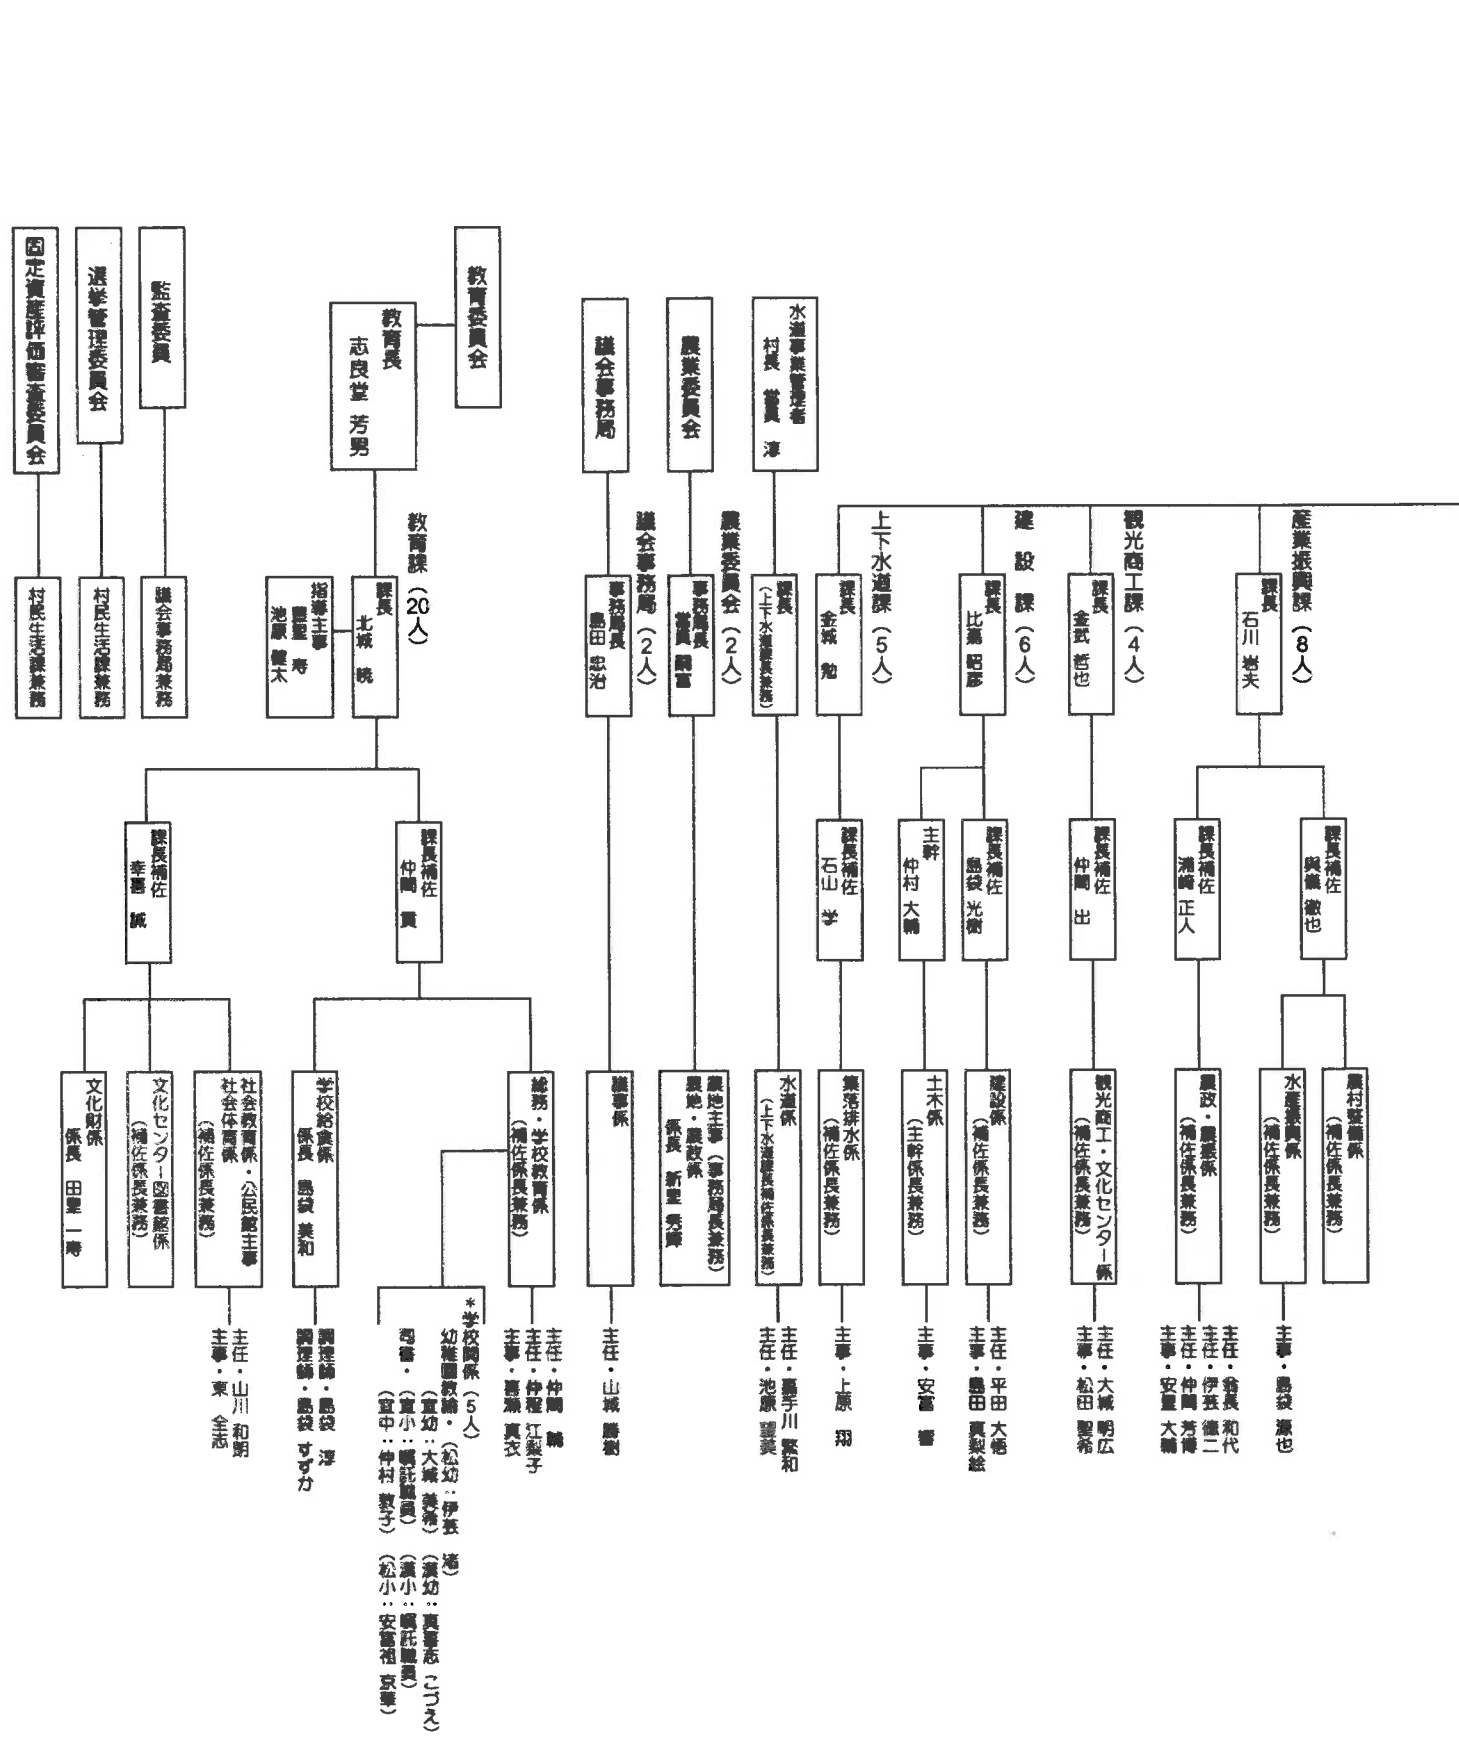 産業振興課(8人)
課長
石川 岩夫
課長補佐
與儀 徹也
農村整備係
(補佐係長兼務)
水産振興係
(補佐係長兼務)
主事・島袋 源也
課長補佐
浦崎 正人
農政・農振係
(補佐係長兼務)
主任・翁長 和代
主任・伊芸 德二
主任・仲間 芳博
主事・安里 大輔
観光商工課(4人)
課長
金武 哲也
課長補佐
仲間 出
観光商工・文化センター係
(補佐係長兼務)
主任・大城 明広
主事・松田 聖希
建 設 課(6人)
課長
比嘉 昭彦
課長補佐
島袋 光樹
建設係
(補佐係長兼務)
主任・平田 大悟
主事・島田 真梨絵
主幹
仲村 大輔
土木係
(主幹係長兼務)
主事・安富 響
上下水道課(5人)
課長
金城 勉
課長補佐
石山 学
集落排水係
(補佐係長兼務)
主事・上原 翔
水道事業管理者
村長 當眞 淳
課長
(上下水道課長兼務)
水道係
(上下水道課長補佐係長兼務)
主任・嘉手川 繁和
主任・池原
農業委員会
農業委員会(2人)
事務局長
當眞 嗣富
農地主事(事務局長兼務)
農地・農政係
係長 新里 秀輝
議会事務局
議会事務局(2人)
事務局長
島田 忠治
議事係
主任・山城 勝樹
教育委員会
教育長
志良堂 芳男
教育課(20人)
課長
北城 暁
指導主事
豊里 寿
池原 健太
課長補佐
仲間 貢
総務・学校教育係
(補佐係長兼務)
主任・仲間 輔
主任・仲程 江梨子
主事・喜瀬 真衣
*学校関係(5人)
幼稚園教諭・(松幼:伊芸 渚)
(宜幼:大城 美希)(漢幼:真喜志 こづえ)
司書・(宜小:嘱託職員)(漢小:嘱託職員)
(宜中:仲村 敦子)(松小:安富祖 京華)
学校給食係
係長 島袋 美和
調理師・島袋 淳
調理師・島袋 すずか
課長補佐
幸喜 誠
社会教育係・公民館主事
社会体育係
(補佐係長兼務)
主任・山川 和朗
主事・東 全志
文化センター図書館係
(補佐係長兼務)
文化財係
係長 田里 一寿
監査委員
議会事務局兼務
選挙管理委員会
村民生活課兼務
固定資産評価審査委員会
村民生活課兼務